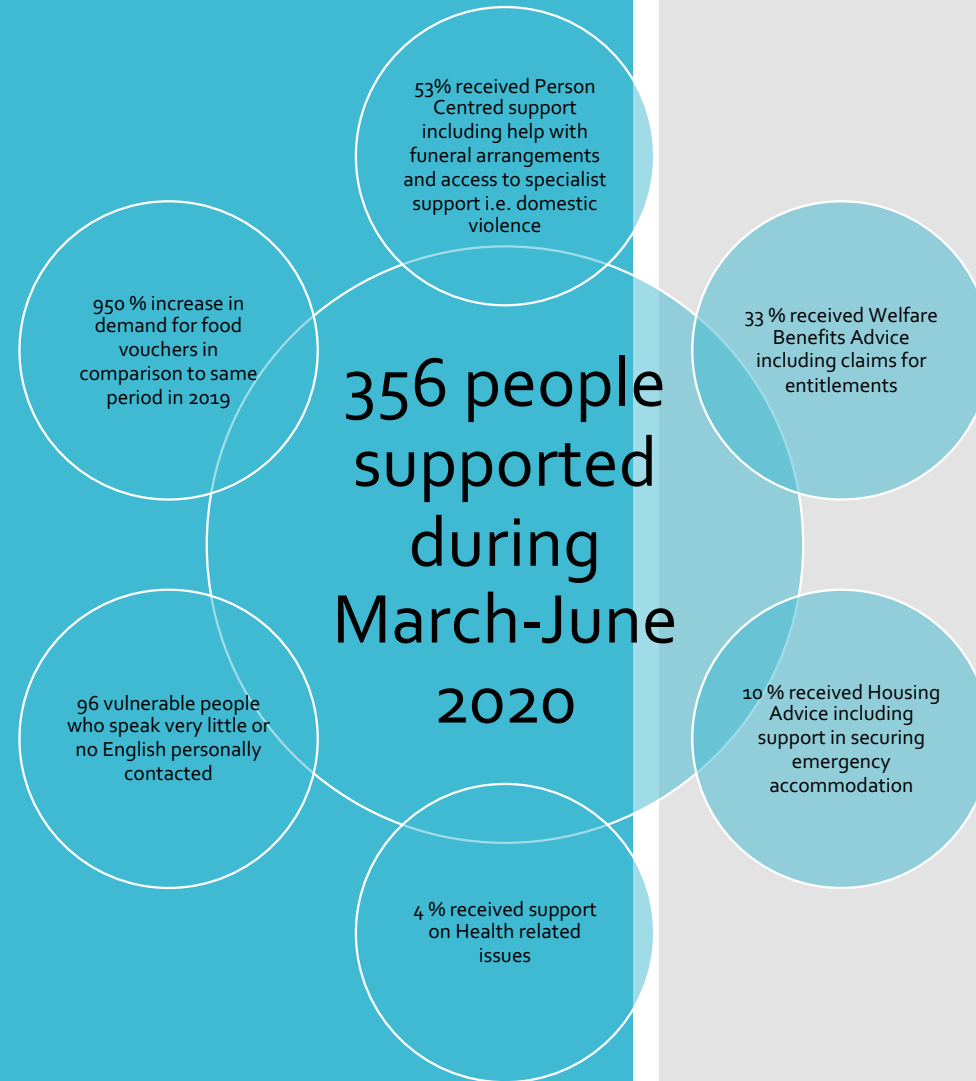 53% received Person
Centred support
including help with
funeral arrangements
and access to specialist
support i.e. domestic
violence
33 % received Welfare
Benefits Advice
including claims for
entitlements
10 % received Housing
Advice including
support in securing
emergency
accommodation
4 % received support
on Health related
issues
96 vulnerable people
who speak very little or
no English personally
contacted
950 % increase in
demand for food
vouchers in
comparison to same
period in 2019
356 people
supported
during
March-June
2020